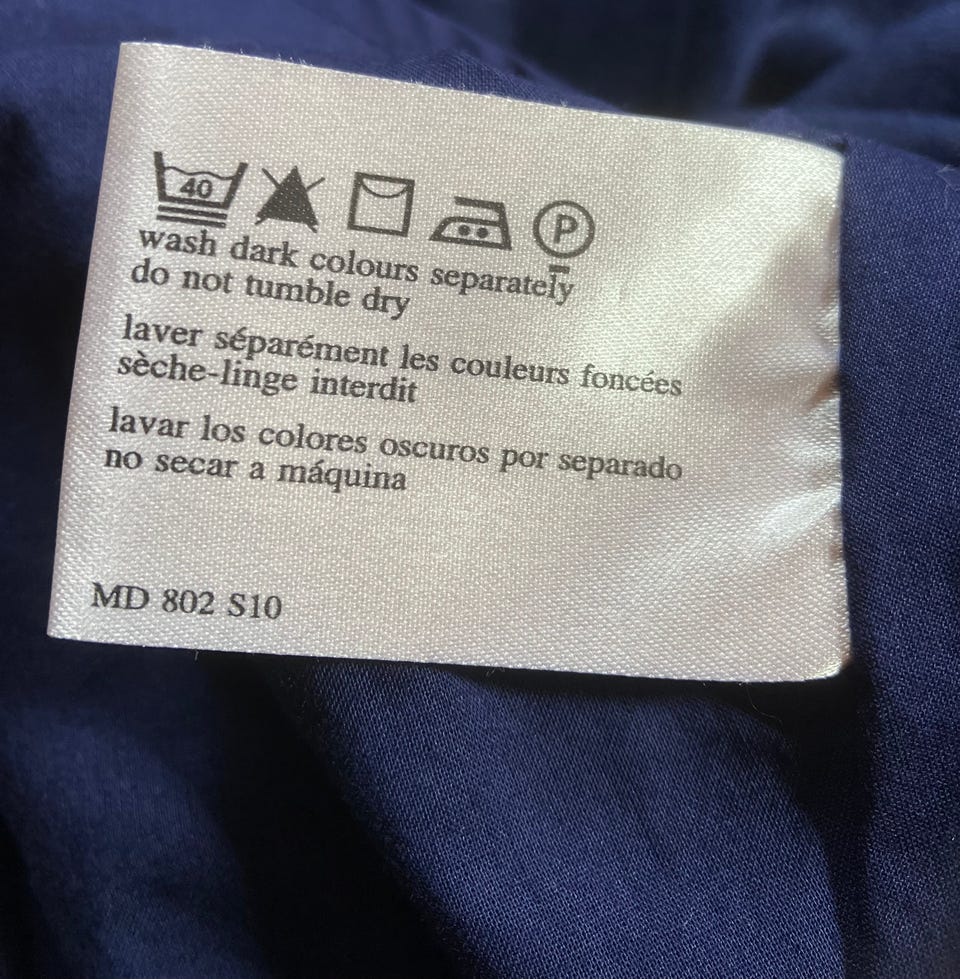 40
P
wash dark colours separately
do not tumble dry
laver séparément les couleurs foncées
sèche-linge interdit
lavar los colores oscuros por separado
no secar a máquina
MD 802 S10